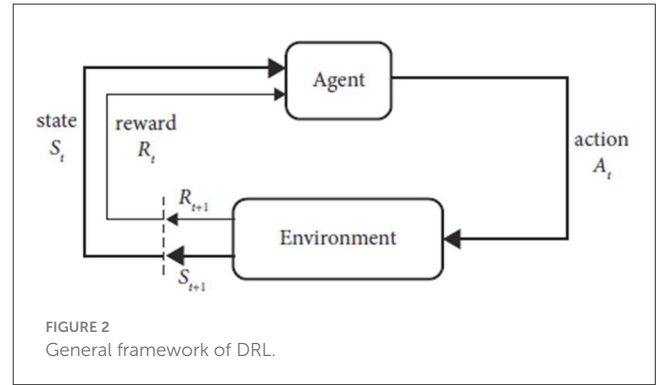 Agent
state
S_t
reward
R_t
action
A_t
R_{t+1}
Environment
S_{t+1}
FIGURE 2
General framework of DRL.